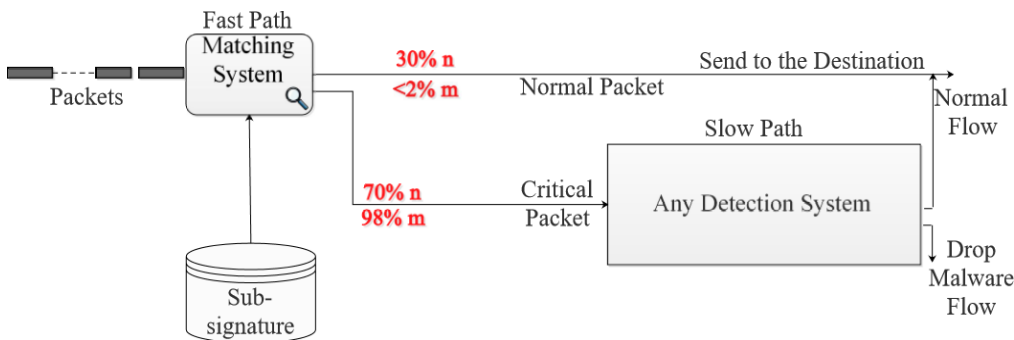 Fast Path
Matching
System
Packets
30% n
<2% m
Normal Packet
Send to the Destination
Normal
Flow
Slow Path
70% n
98% m
Critical
Packet
Any Detection System
Drop
Malware
Flow
Sub-
signature